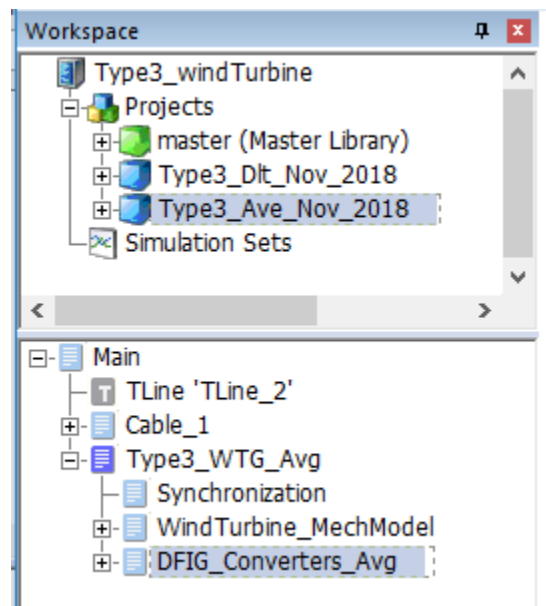 Workspace
Type3_windTurbine
Projects
master (Master Library)
Type3_Dlt_Nov_2018
Type3_Ave_Nov_2018
Simulation Sets
Main
T TLine 'TLine_2'
Cable_1
Type3_WTG_Avg
Synchronization
WindTurbine_MechModel
DFIG_Converters_Avg